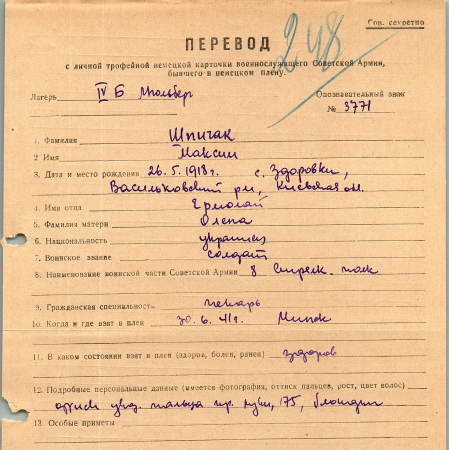 Сов. секретно
248
ПЕРЕВОД
с личной трофейной немецкой карточки военнослужащего Советской Армии,
бывшего в немецком плену.
Лагерь IV Б Мюльберг Опознавательный знак
№ 3771
1. Фамилия Шпичак
2 Имя Максим
3. Дата и место рождения 26.5.1918г. с. Здоровки,
Васильковский р-н, Киевская обл.
4. Имя отца Ермолай
5. Фамилия матери Олепа
6. Национальность украинец
7. Воинское звание солдат
8. Наименование воинской части Советской Армии 8 стрелк. полк
9. Гражданская специальность пекарь
10. Когда и где взят в плен 30.6.41г. Минск
11. В каком состоянии взят в плен (здоров, болен, ранен) здоров
12. Подробные персональные данные (имеется фотография, оттиск пальцев, рост, цвет волос)
оттиск указ. пальца пр. руки, 175, блондин
13. Особые приметы